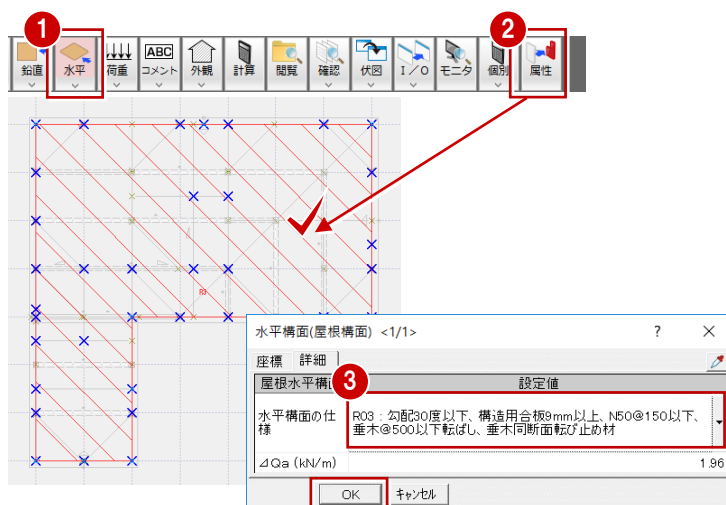 1
2
鉛直 水平 荷重 コメント 外観 計算 閲覧 確認 伏図 I/O モニタ 個別 属性
ABC
R3
水平構面(屋根構面) <1/1> ? ×
座標 詳細
3
屋根水平構面 設定値
水平構面の仕様
R03:勾配30度以下、構造用合板9mm以上、N50@150以下、
垂木@500以下転ばし、垂木同断面転び止め材
⊿Qa(kN/m) 1.96
OK キャンセル